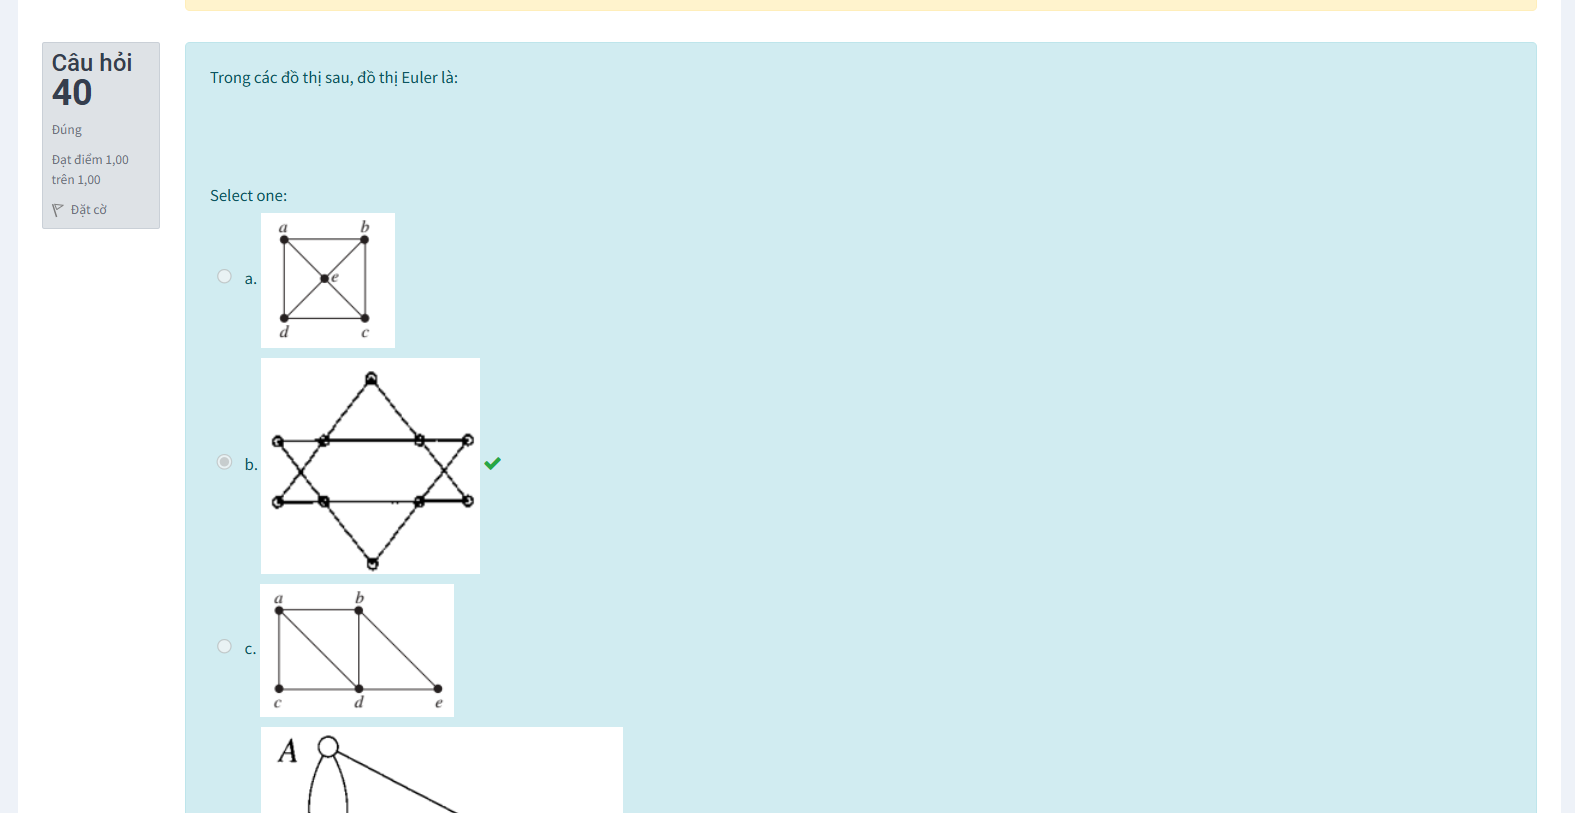 Câu hỏi
40
Đúng
Đạt điểm 1,00
trên 1,00
Đặt cờ
Trong các đồ thị sau, đồ thị Euler là:
Select one:
a.
a b
e
d c
b.
c.
a b
c d e
A